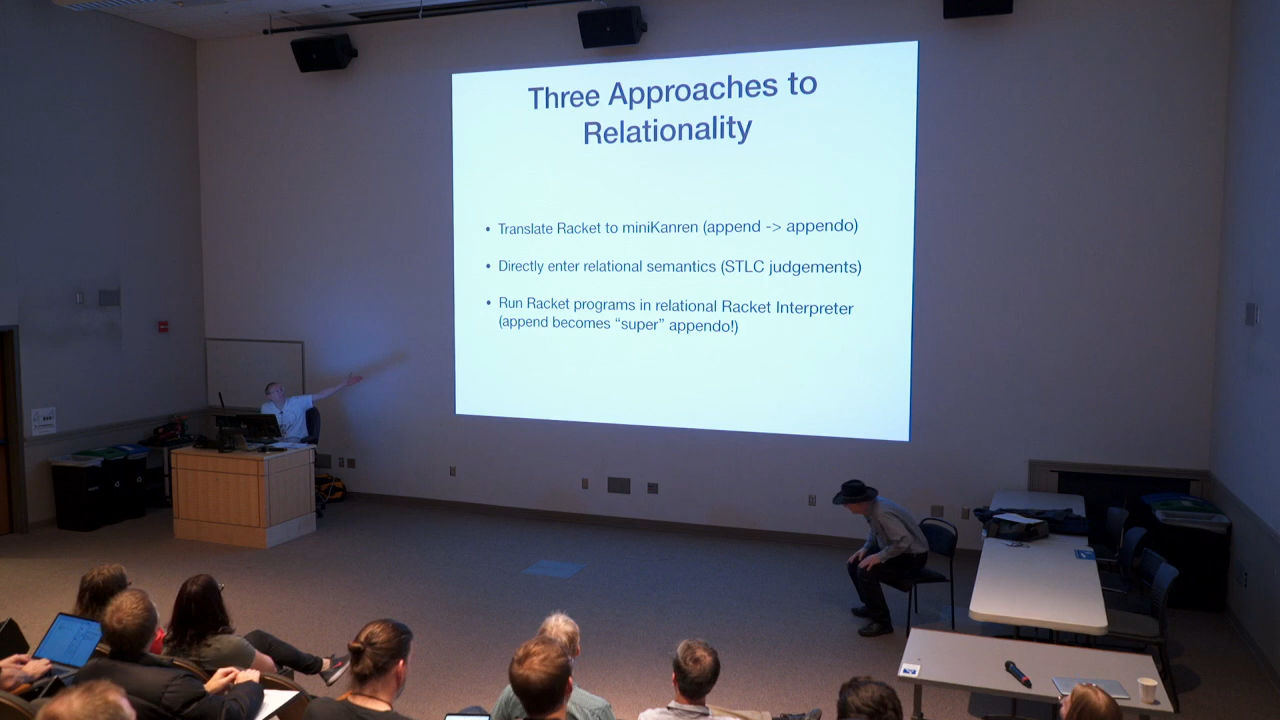 Three Approaches to
Relationality
• Translate Racket to miniKanren (append -> appendo)
• Directly enter relational semantics (STLC judgements)
• Run Racket programs in relational Racket Interpreter
(append becomes “super” appendo!)